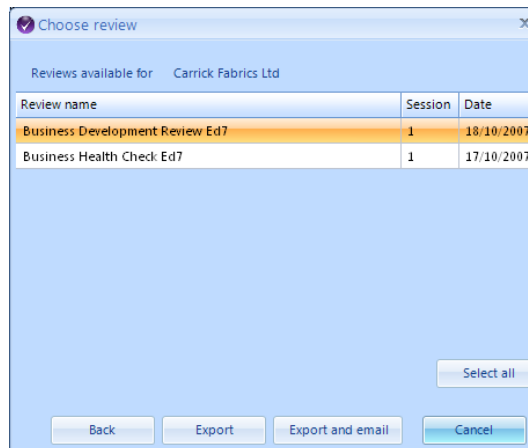 Choose review
Reviews available for Carrick Fabrics Ltd
Review name Session Date
Business Development Review Ed7 1 18/10/2007
Business Health Check Ed7 1 17/10/2007
Select all
Back Export Export and email Cancel